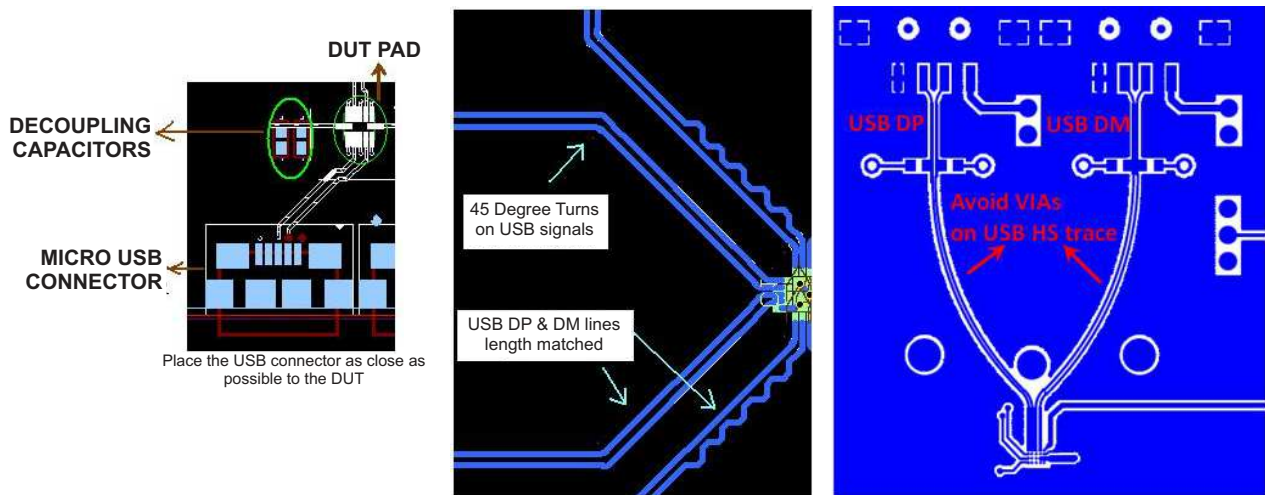 DUT PAD
DECOUPLING
CAPACITORS
MICRO USB
CONNECTOR
Place the USB connector as close as
possible to the DUT
45 Degree Turns
on USB signals
USB DP & DM lines
length matched
USB DP
USB DM
Avoid VIAs
on USB HS trace